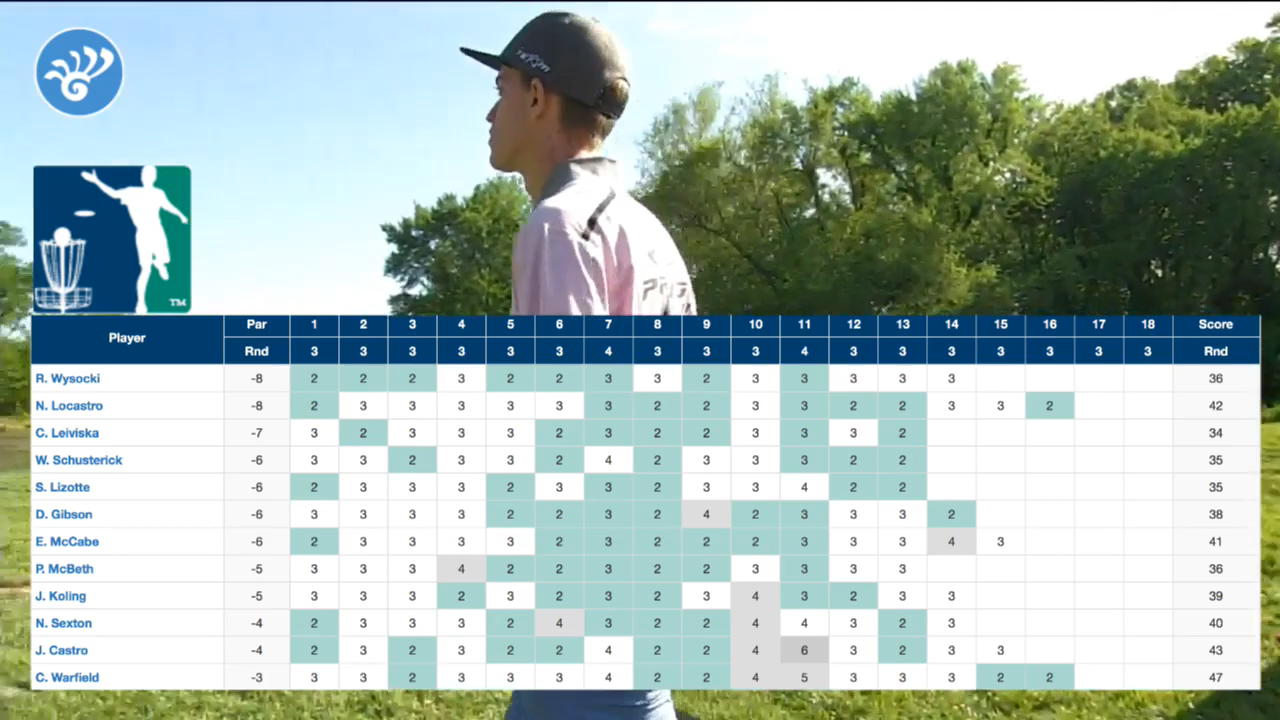 TM
Player Par 1 2 3 4 5 6 7 8 9 10 11 12 13 14 15 16 17 18 Score
Rnd 3 3 3 3 3 3 4 3 3 3 4 3 3 3 3 3 3 3 Rnd
R. Wysocki -8 2 2 2 3 2 2 3 3 2 3 3 3 3 3 36
N. Locastro -8 2 3 3 3 3 3 3 2 2 3 3 2 2 3 3 2 42
C. Leiviska -7 3 2 3 3 3 2 3 2 2 3 3 3 2 34
W. Schusterick -6 3 3 2 3 3 2 4 2 3 3 3 2 2 35
S. Lizotte -6 2 3 3 3 2 3 3 2 3 3 4 2 2 35
D. Gibson -6 3 3 3 3 2 2 3 2 4 2 3 3 3 2 38
E. McCabe -6 2 3 3 3 3 2 3 2 2 2 3 3 3 4 3 41
P. McBeth -5 3 3 3 4 2 2 3 2 2 3 3 3 3 36
J. Koling -5 3 3 3 2 3 2 3 2 3 4 3 2 3 3 39
N. Sexton -4 2 3 3 3 2 4 3 2 2 4 4 3 2 3 40
J. Castro -4 2 3 2 3 2 2 4 2 2 4 6 3 2 3 3 43
C. Warfield -3 3 3 2 3 3 3 4 2 2 4 5 3 3 3 2 2 47